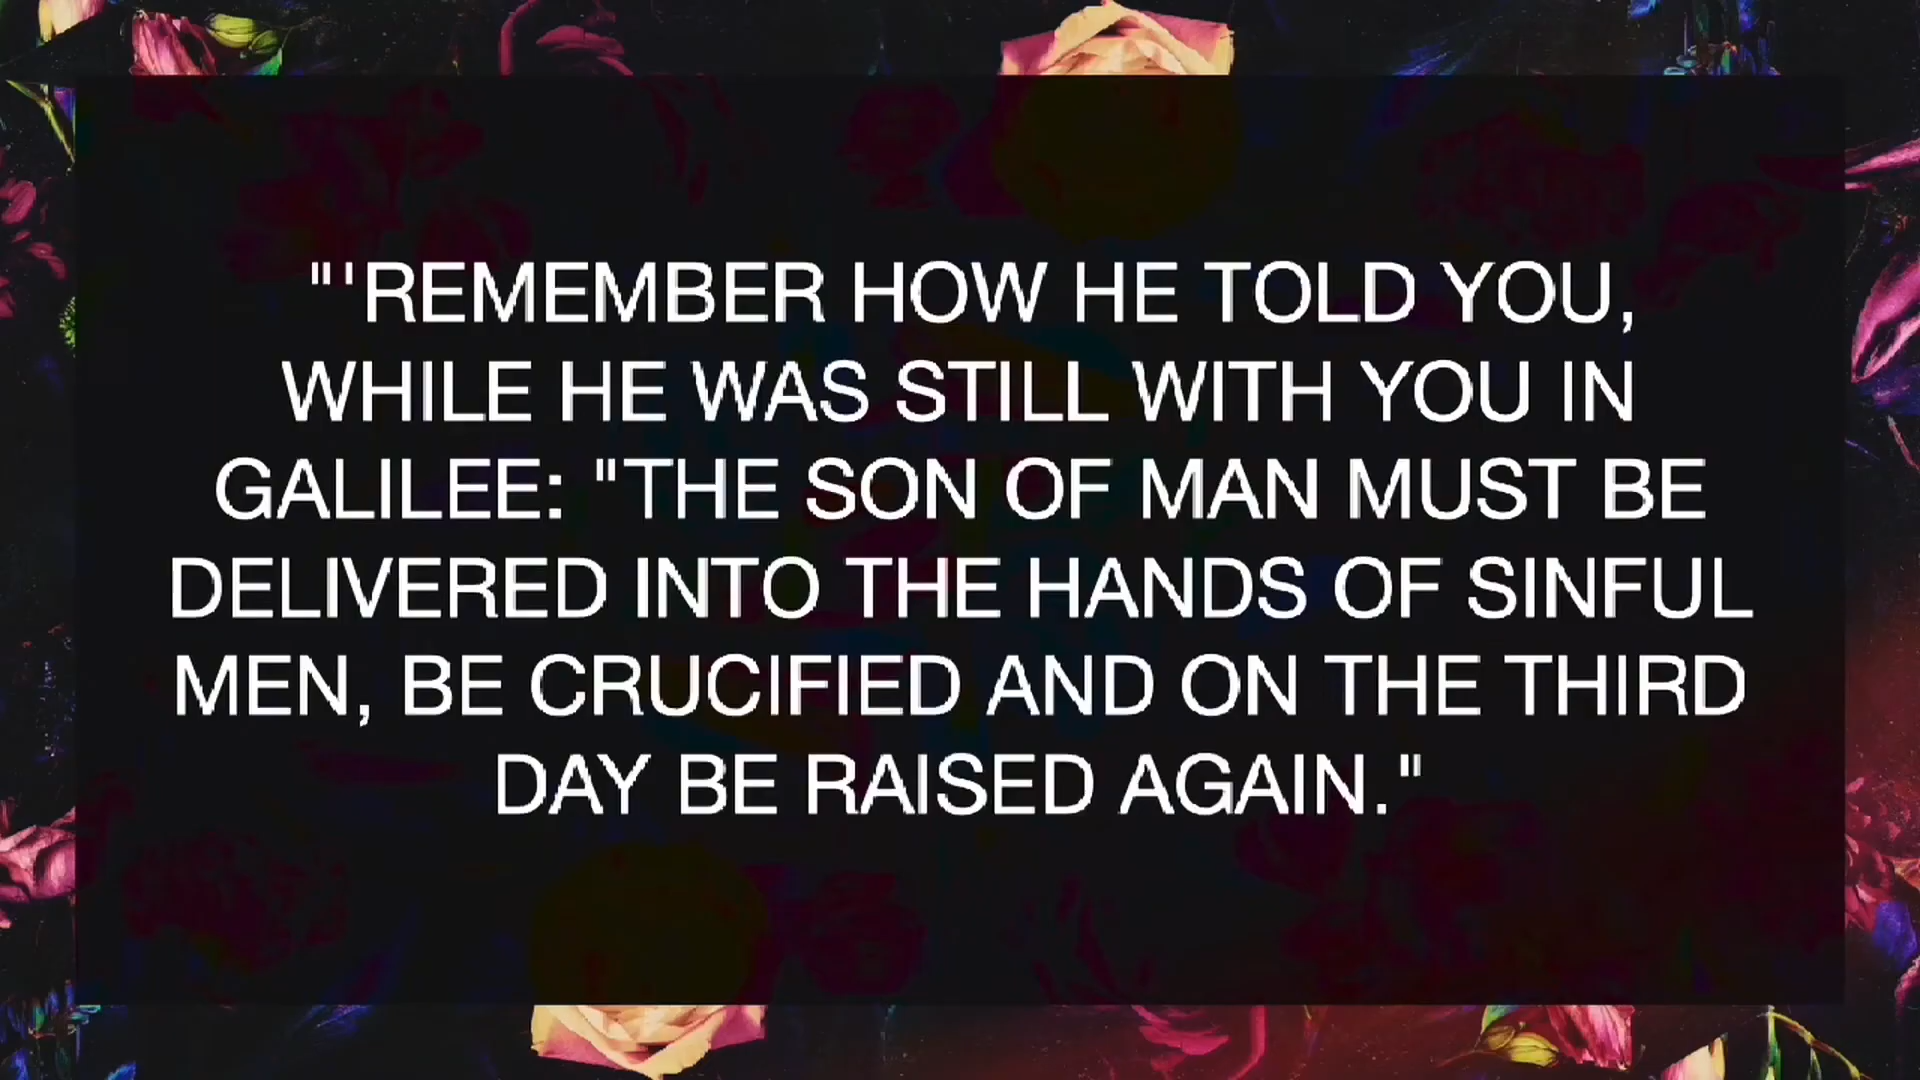 "'REMEMBER HOW HE TOLD YOU,
WHILE HE WAS STILL WITH YOU IN
GALILEE: "THE SON OF MAN MUST BE
DELIVERED INTO THE HANDS OF SINFUL
MEN, BE CRUCIFIED AND ON THE THIRD
DAY BE RAISED AGAIN."